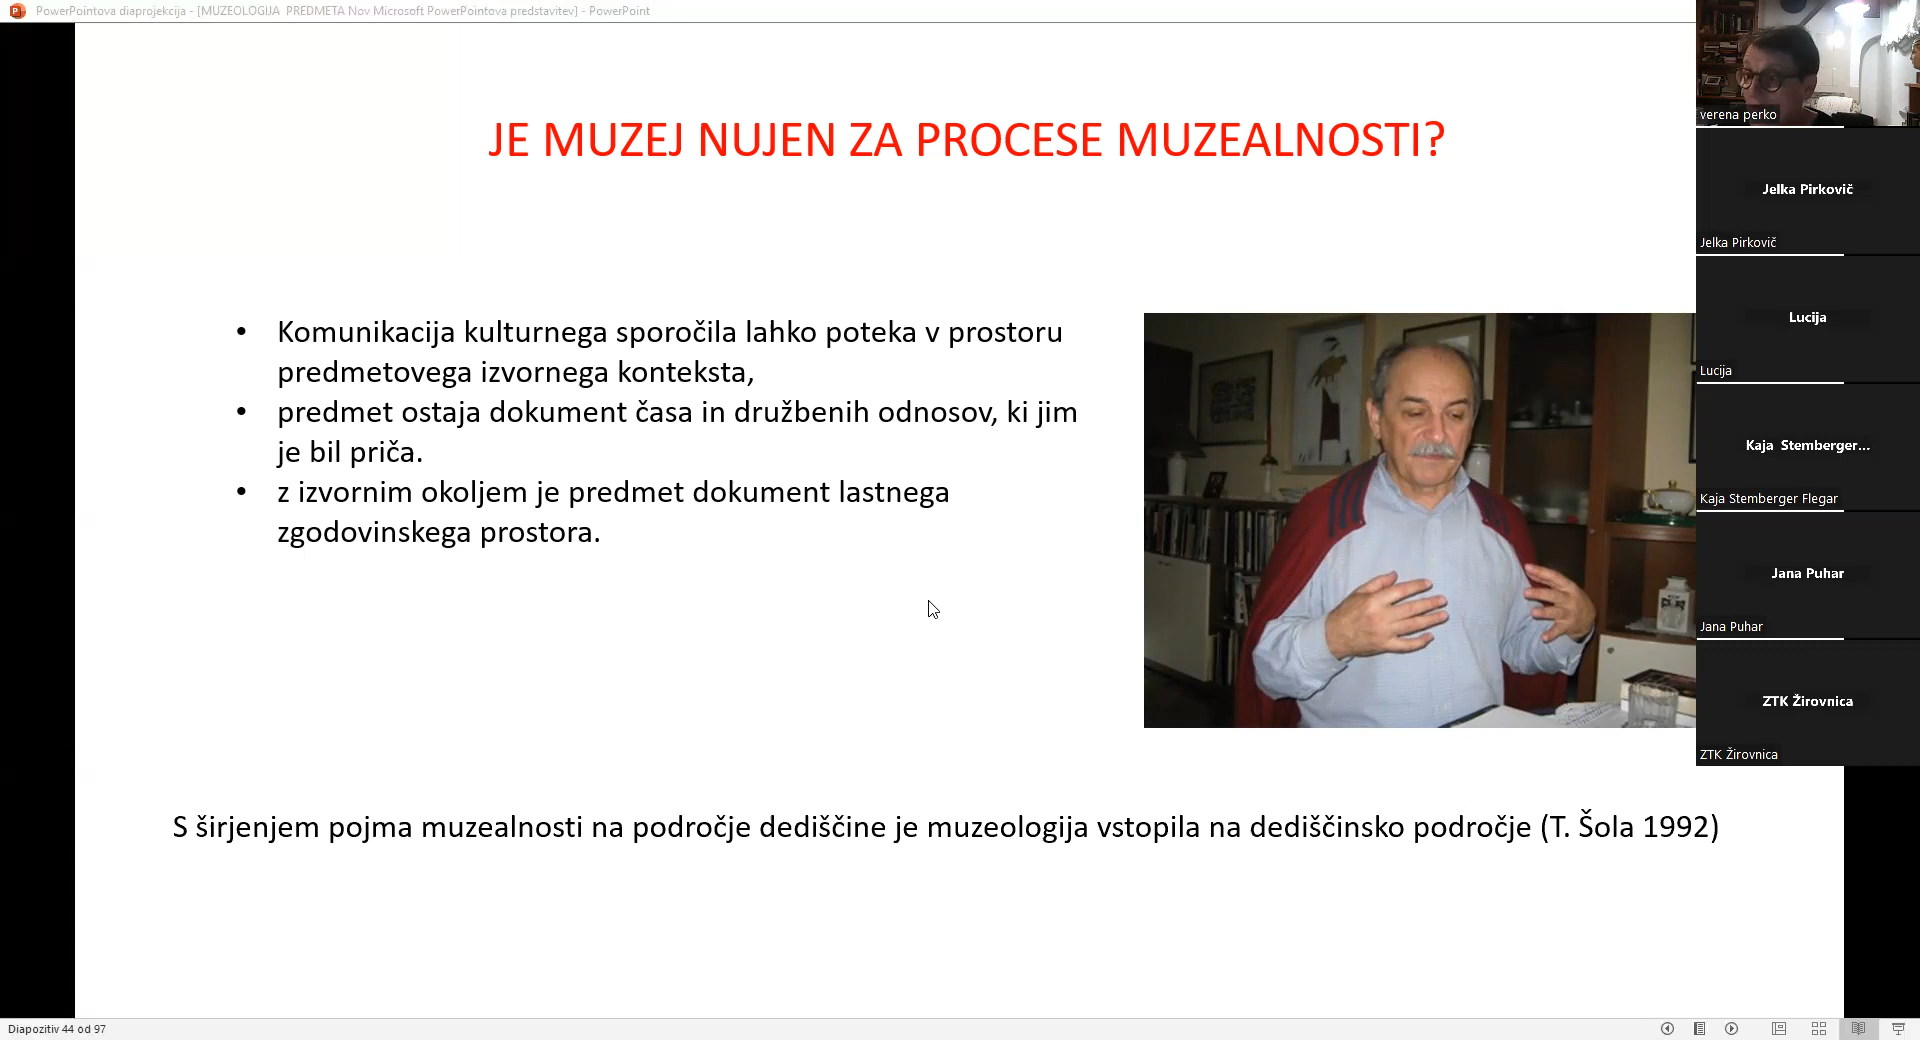 PowerPointova diaprojekcija - [MUZEOLOGIJA  PREDMETA Nov Microsoft PowerPointova predstavitev] - PowerPoint
JE MUZEJ NUJEN ZA PROCESE MUZEALNOSTI?
• Komunikacija kulturnega sporočila lahko poteka v prostoru
predmetovega izvornega konteksta,
• predmet ostaja dokument časa in družbenih odnosov, ki jim
je bil priča.
• z izvornim okoljem je predmet dokument lastnega
zgodovinskega prostora.
S širjenjem pojma muzealnosti na področje dediščine je muzeologija vstopila na dediščinsko področje (T. Šola 1992)
verena perko
Jelka Pirkovič
Jelka Pirkovič
Lucija
Lucija
Kaja Stemberger...
Kaja Stemberger Flegar
Jana Puhar
Jana Puhar
ZTK Žirovnica
ZTK Žirovnica
Diapozitiv 44 od 97